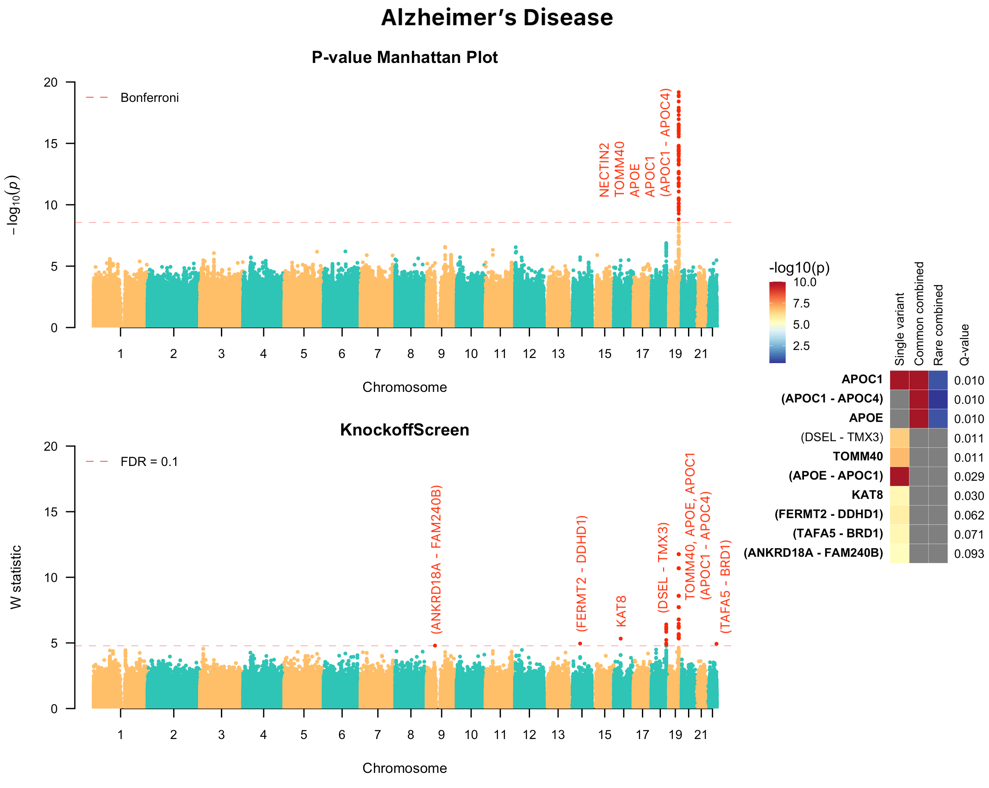 Alzheimer's Disease
P-value Manhattan Plot
20
15
10
5
0
−log10(p)
Bonferroni
NECTIN2
TOMM40
APOE
APOC1
(APOC1 - APOC4)
1 2 3 4 5 6 7 8 9 10 11 12 13 15 17 19 21
Chromosome
KnockoffScreen
20
15
10
5
0
W statistic
FDR = 0.1
(ANKRD18A - FAM240B)
(FERMT2 - DDHD1)
KAT8
(DSEL - TMX3)
TOMM40, APOE, APOC1
(APOC1 - APOC4)
(TAFA5 - BRD1)
1 2 3 4 5 6 7 8 9 10 11 12 13 15 17 19 21
Chromosome
-log10(p)
10.0
7.5
5.0
2.5
Single variant
Common combined
Rare combined
Q-value
APOC1 0.010
(APOC1 - APOC4) 0.010
APOE 0.010
(DSEL - TMX3) 0.011
TOMM40 0.011
(APOE - APOC1) 0.029
KAT8 0.030
(FERMT2 - DDHD1) 0.062
(TAFA5 - BRD1) 0.071
(ANKRD18A - FAM240B) 0.093